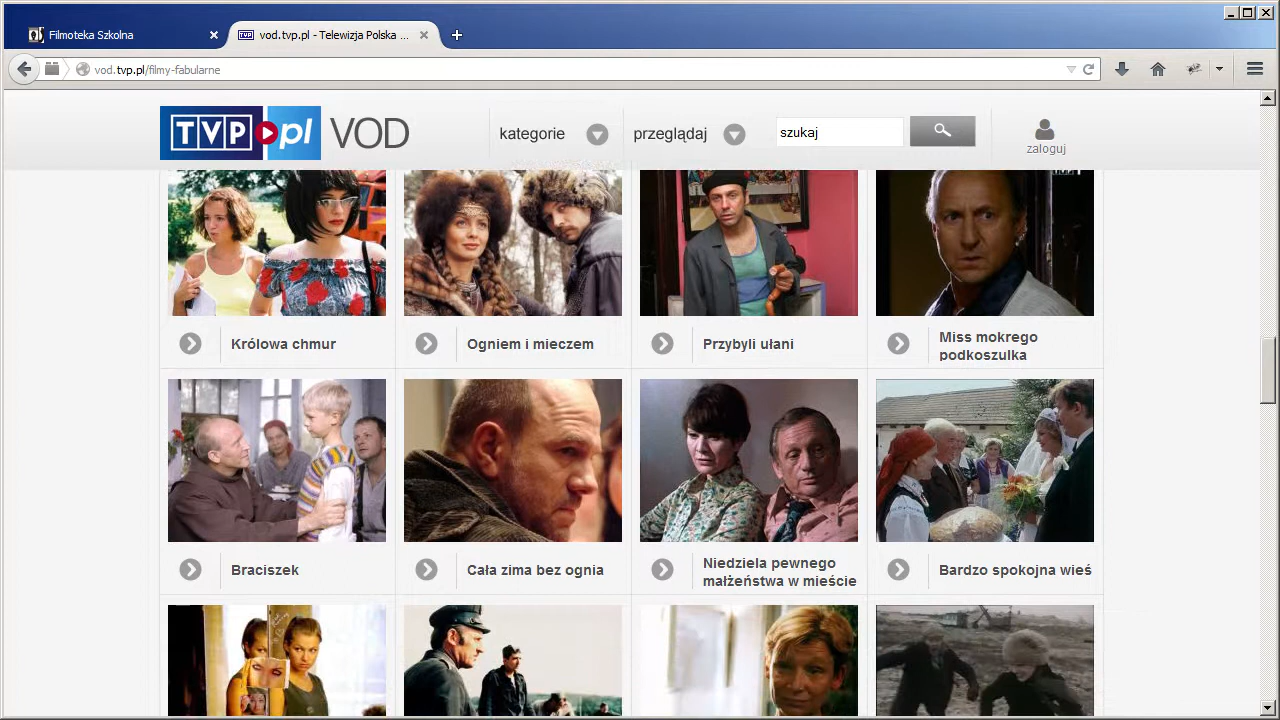 Filmoteka Szkolna
vod.tvp.pl - Telewizja Polska ...
vod.tvp.pl/filmy-fabularne
TVP pl VOD
kategorie
przeglądaj
szukaj
zaloguj
Królowa chmur
Ogniem i mieczem
Przybyli ułani
Miss mokrego
podkoszulka
Braciszek
Cała zima bez ognia
Niedziela pewnego
małżeństwa w mieście
Bardzo spokojna wieś